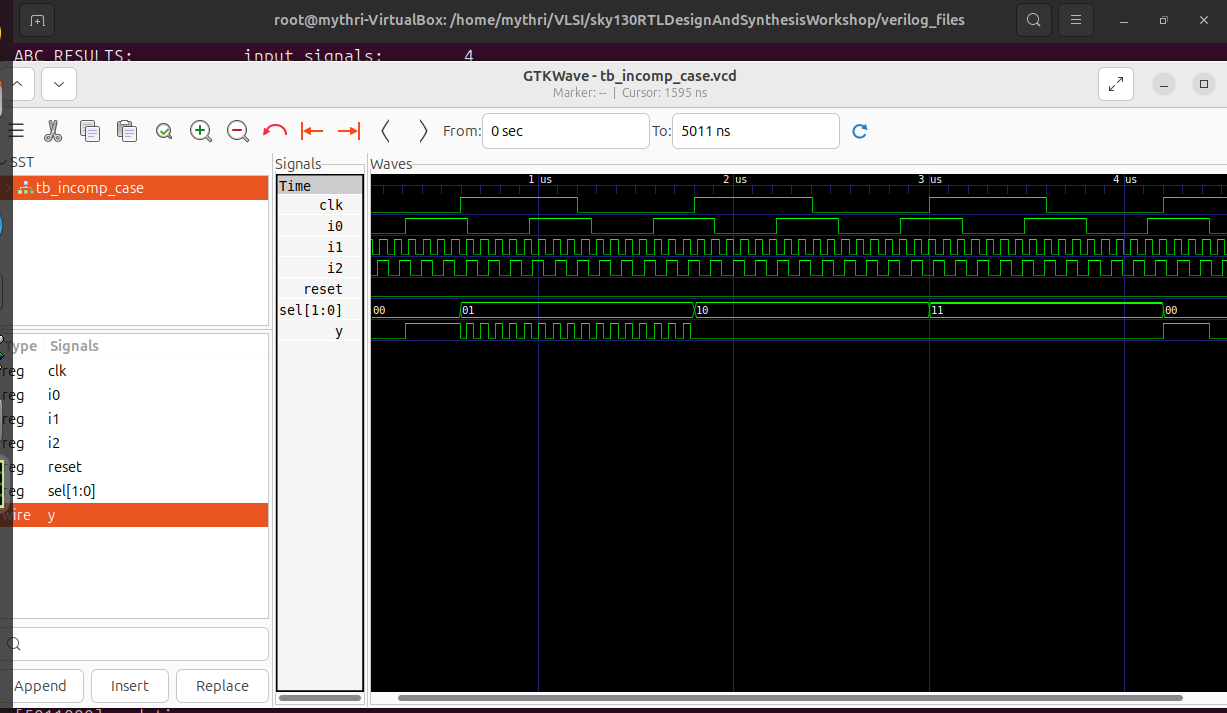 root@mythri-VirtualBox: /home/mythri/VLSI/sky130RTLDesignAndSynthesisWorkshop/verilog_files
ABC RESULTS: input signals: 4
GTKWave - tb_incomp_case.vcd
Marker: -- | Cursor: 1595 ns
From: 0 sec To: 5011 ns
SST
tb_incomp_case
Type Signals
reg clk
reg i0
reg i1
reg i2
reg reset
reg sel[1:0]
wire y
Append Insert Replace
Signals
Time
clk
i0
i1
i2
reset
sel[1:0]
y
Waves
1 us 2 us 3 us 4 us
00 01 10 11 00